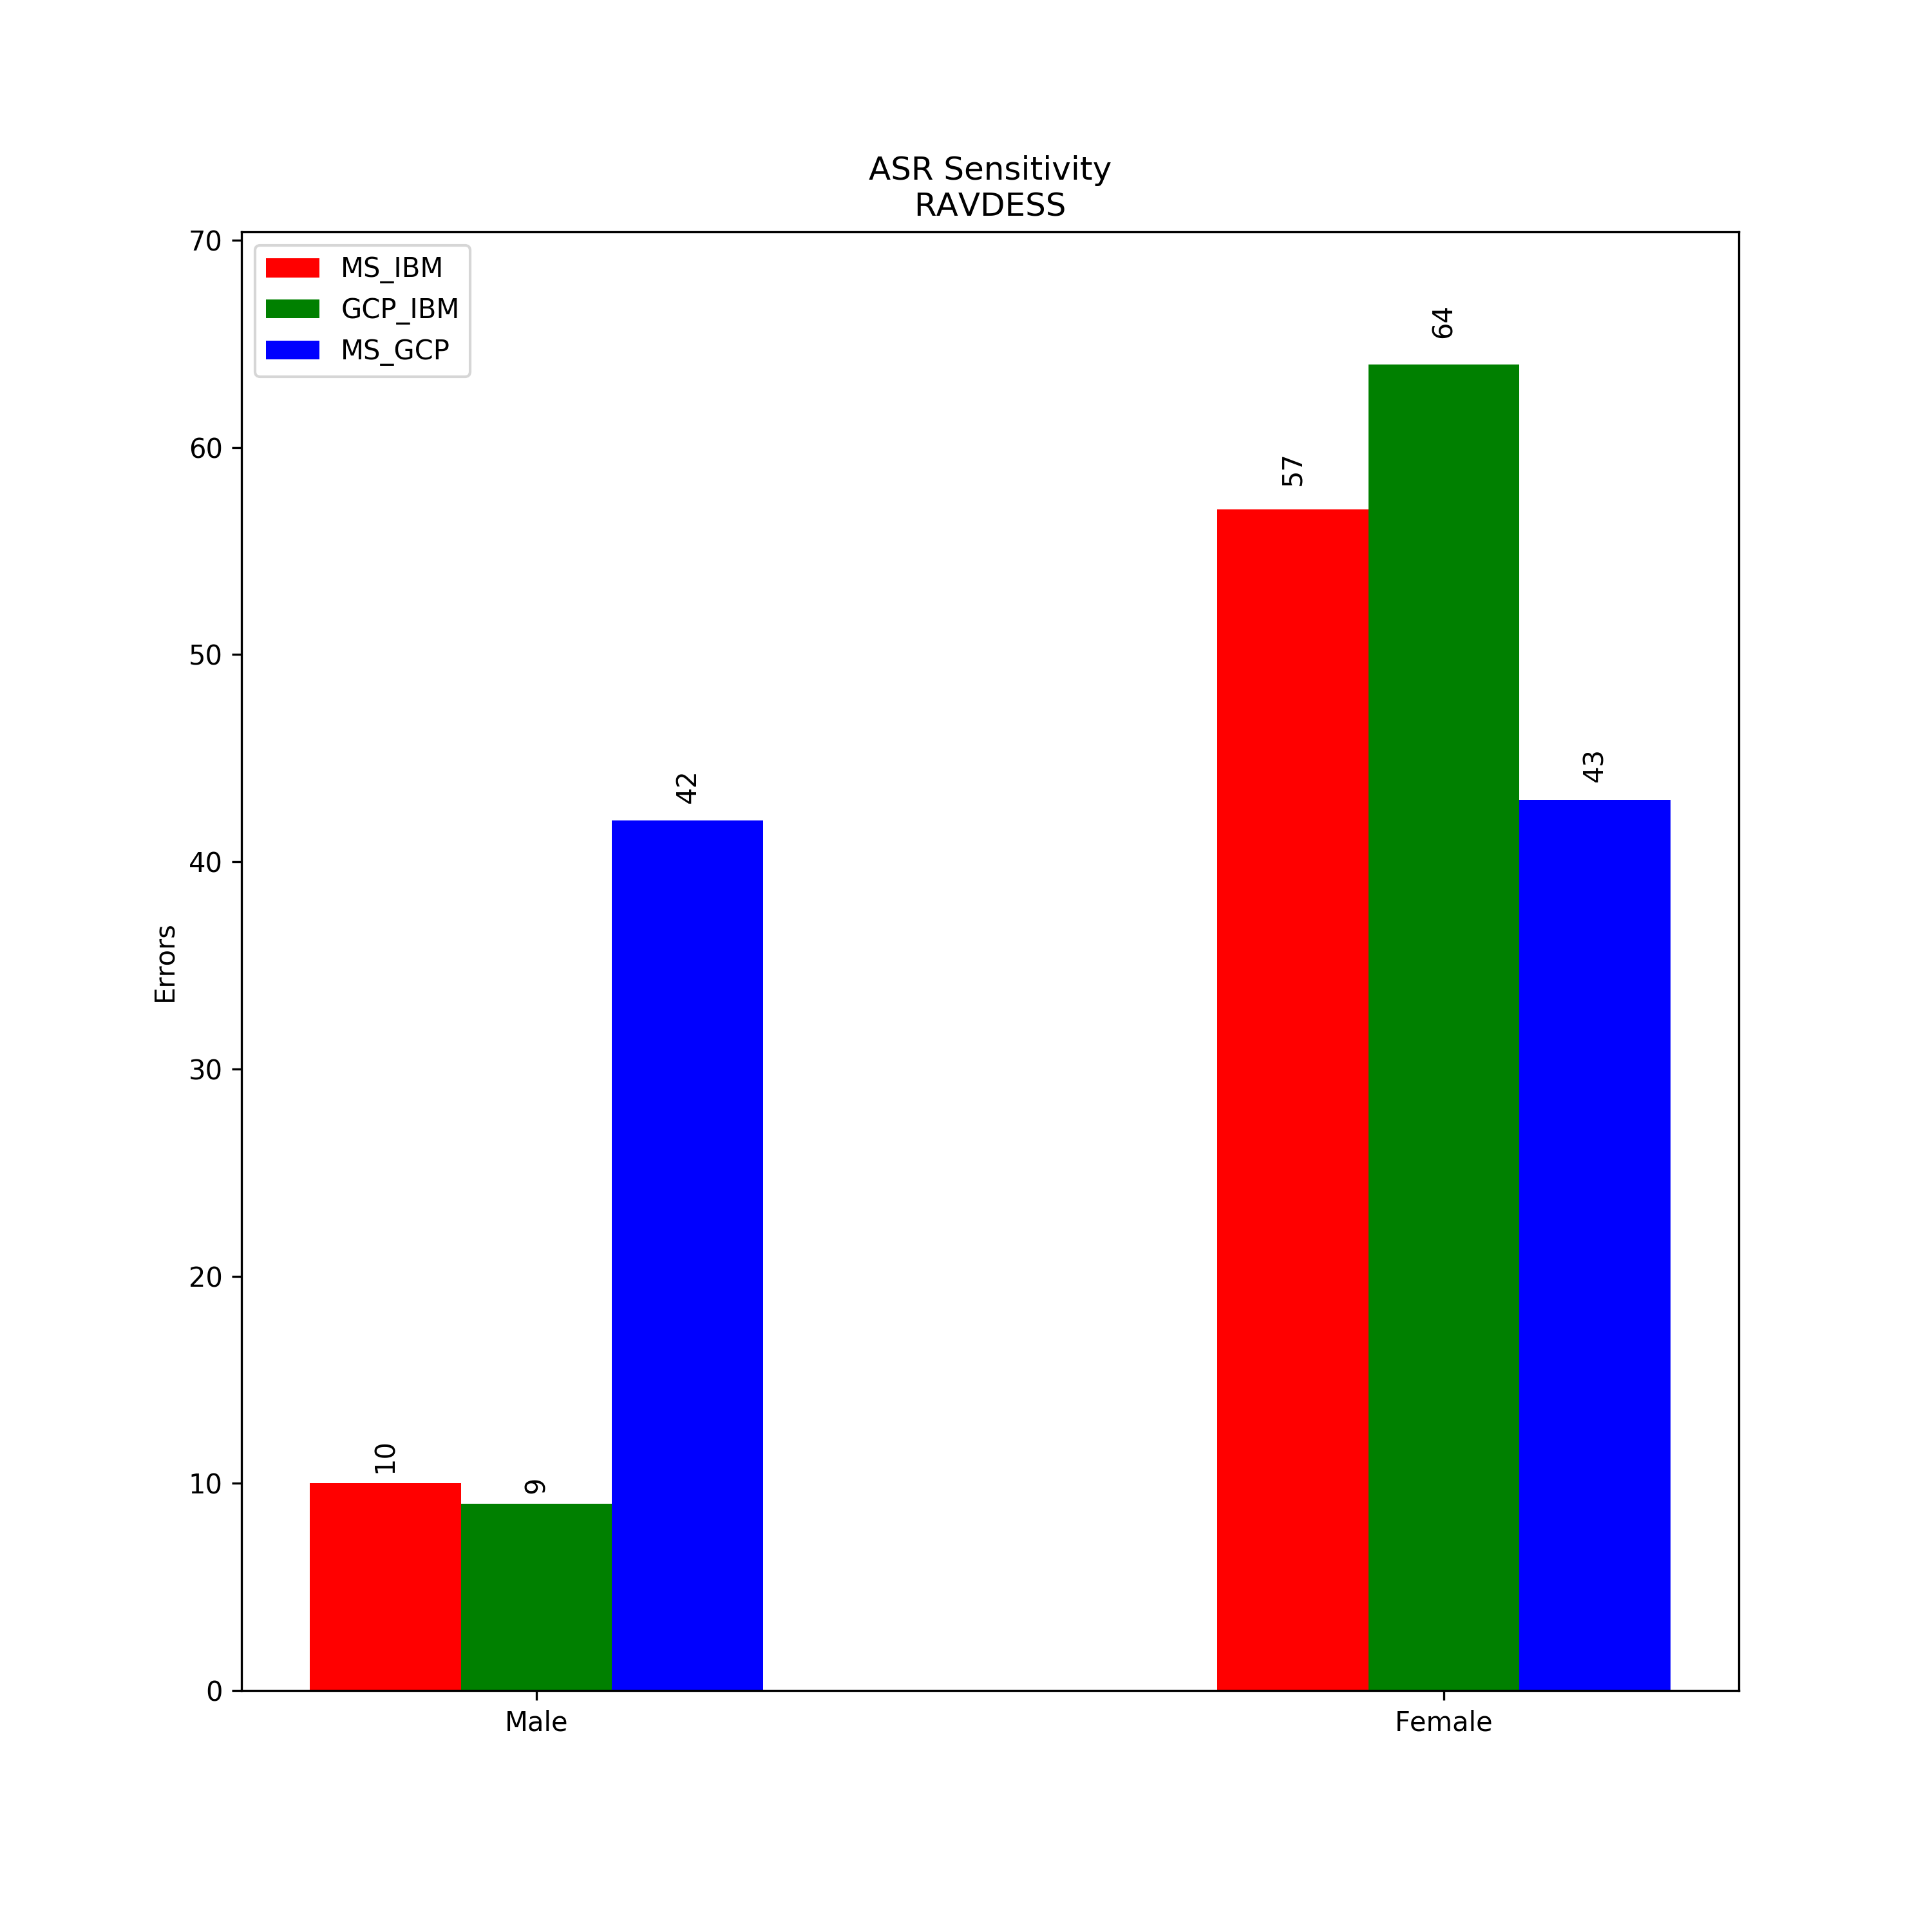 ASR Sensitivity
RAVDESS
MS_IBM
GCP_IBM
MS_GCP
Errors
70
60
50
40
30
20
10
0
10
9
42
57
64
43
Male
Female